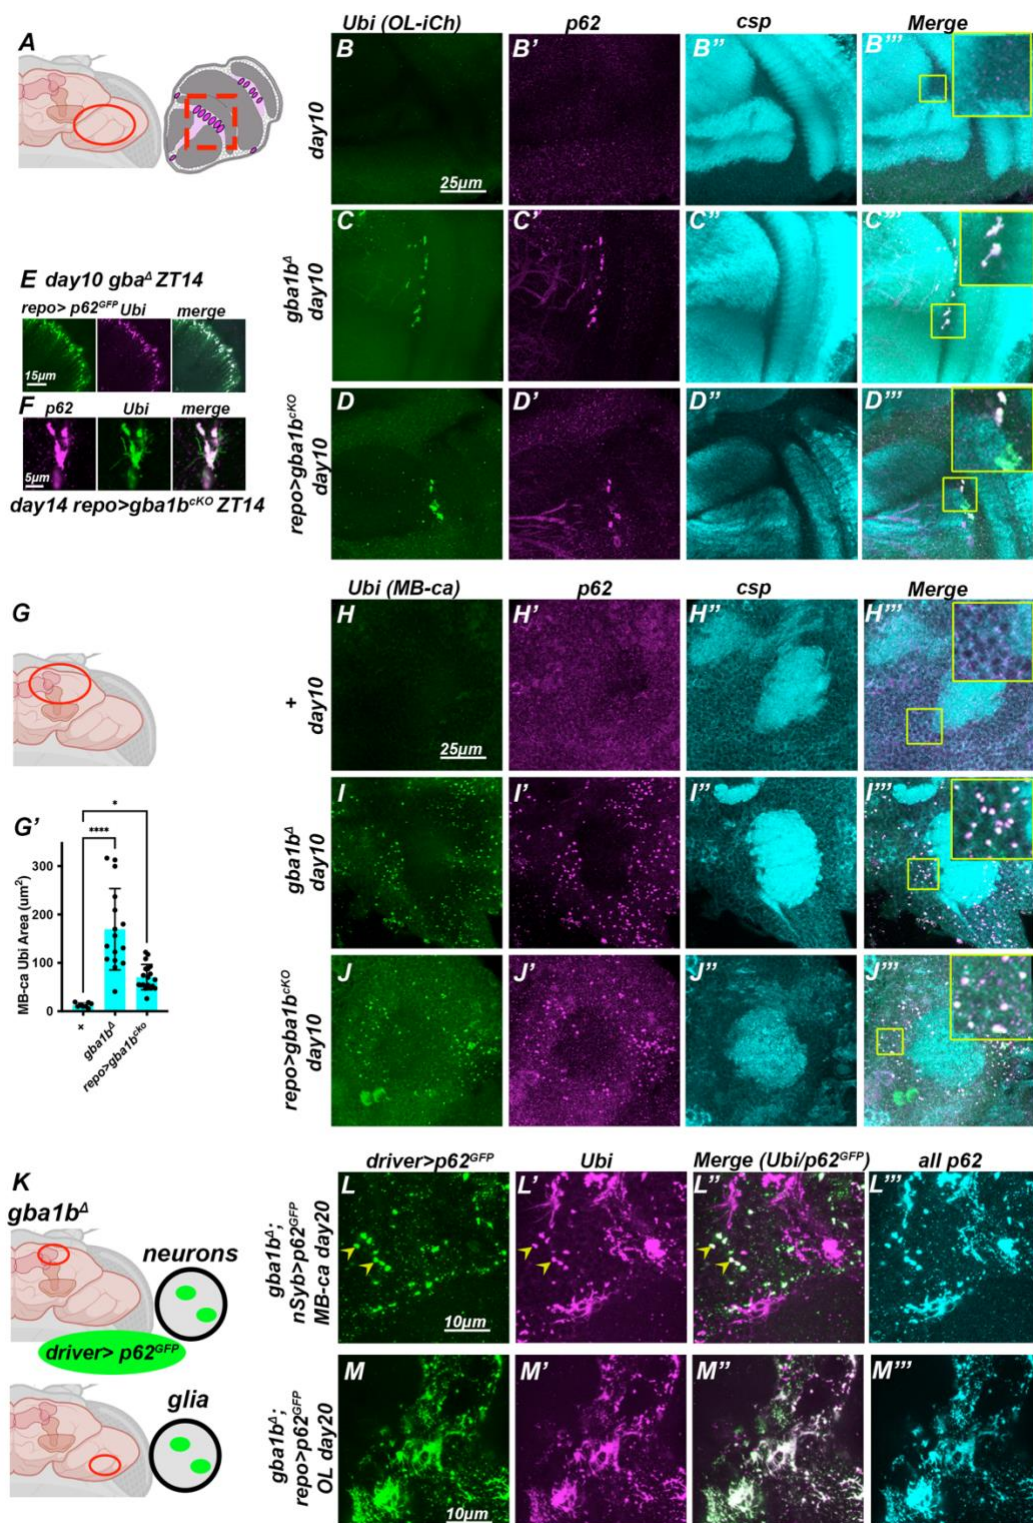 A
Ubi (OL-iCh) p62 csp Merge
day10
B B’ B” B’”
25µm
gba1bΔ
day10
C C’ C” C’”
E day10 gbaΔ ZT14
repo> p62GFP Ubi merge
15µm
F p62 Ubi merge
5µm
day14 repo>gba1bcKO ZT14
repo>gba1bcKO
day10
D D’ D” D’”
G
Ubi (MB-ca) p62 csp Merge
+
day10
H H’ H” H’”
25µm
G’
MB-ca Ubi Area (um2)
300
200
100
0
**** *
+ gba1bΔ repo>gba1bcko
gba1bΔ
day10
I I’ I” I’”
repo>gba1bcKO
day10
J J’ J” J’”
K
gba1bΔ
neurons
driver> p62GFP
glia
driver>p62GFP Ubi Merge (Ubi/p62GFP) all p62
gba1bΔ;
nSyb>p62GFP
MB-ca day20
L L’ L” L’”
10µm
gba1bΔ;
repo>p62GFP
OL day20
M M’ M” M’”
10µm